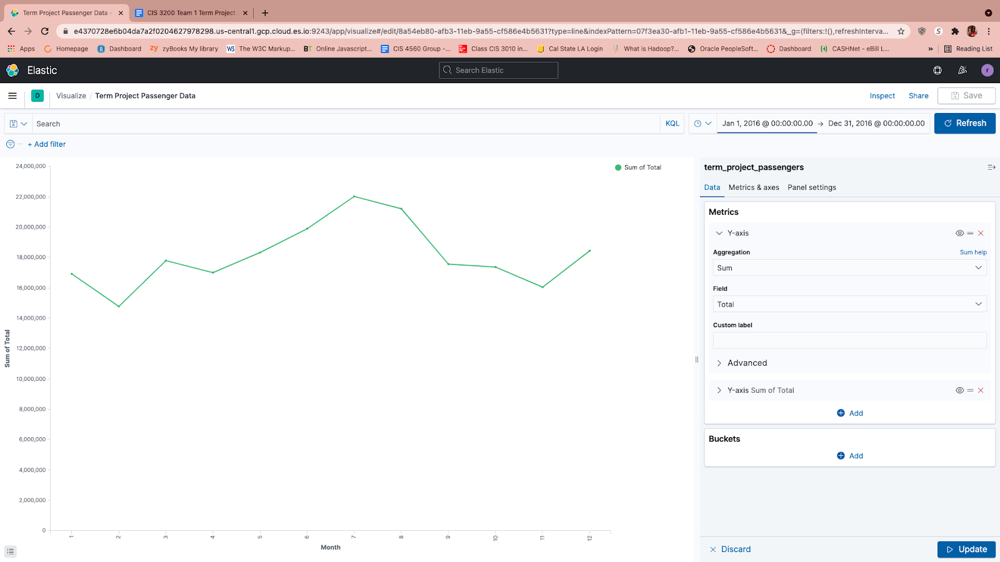 Term Project Passenger Data -
CIS 3200 Team 1 Term Project
e4370728e6b04da7a2f0204627978298.us-central1.gcp.cloud.es.io:9243/app/visualize#/edit/8a54eb80-afb3-11eb-9a55-cf586e4b5631?type=line&indexPattern=07f3ea30-afb1-11eb-9a55-cf586e4b5631&_g=(filters:!(),refreshInterva...
Apps Homepage Dashboard zyBooks My library The W3C Markup... Online Javascript... CIS 4560 Group -... Class CIS 3010 in... Cal State LA Login What is Hadoop?... Oracle PeopleSoft... Dashboard CASHNet - eBill L... » Reading List
Elastic
Search Elastic
r
D Visualize / Term Project Passenger Data
Inspect Share Save
Search
KQL
Jan 1, 2016 @ 00:00:00.00 → Dec 31, 2016 @ 00:00:00.00
Refresh
+ Add filter
24,000,000
22,000,000
20,000,000
18,000,000
16,000,000
14,000,000
12,000,000
10,000,000
8,000,000
6,000,000
4,000,000
2,000,000
0
Sum of Total
1 2 3 4 5 6 7 8 9 10 11 12
Month
Sum of Total
term_project_passengers
Data Metrics & axes Panel settings
Metrics
Y-axis
Aggregation Sum help
Sum
Field
Total
Custom label
Advanced
Y-axis Sum of Total
Add
Buckets
Add
Discard
Update